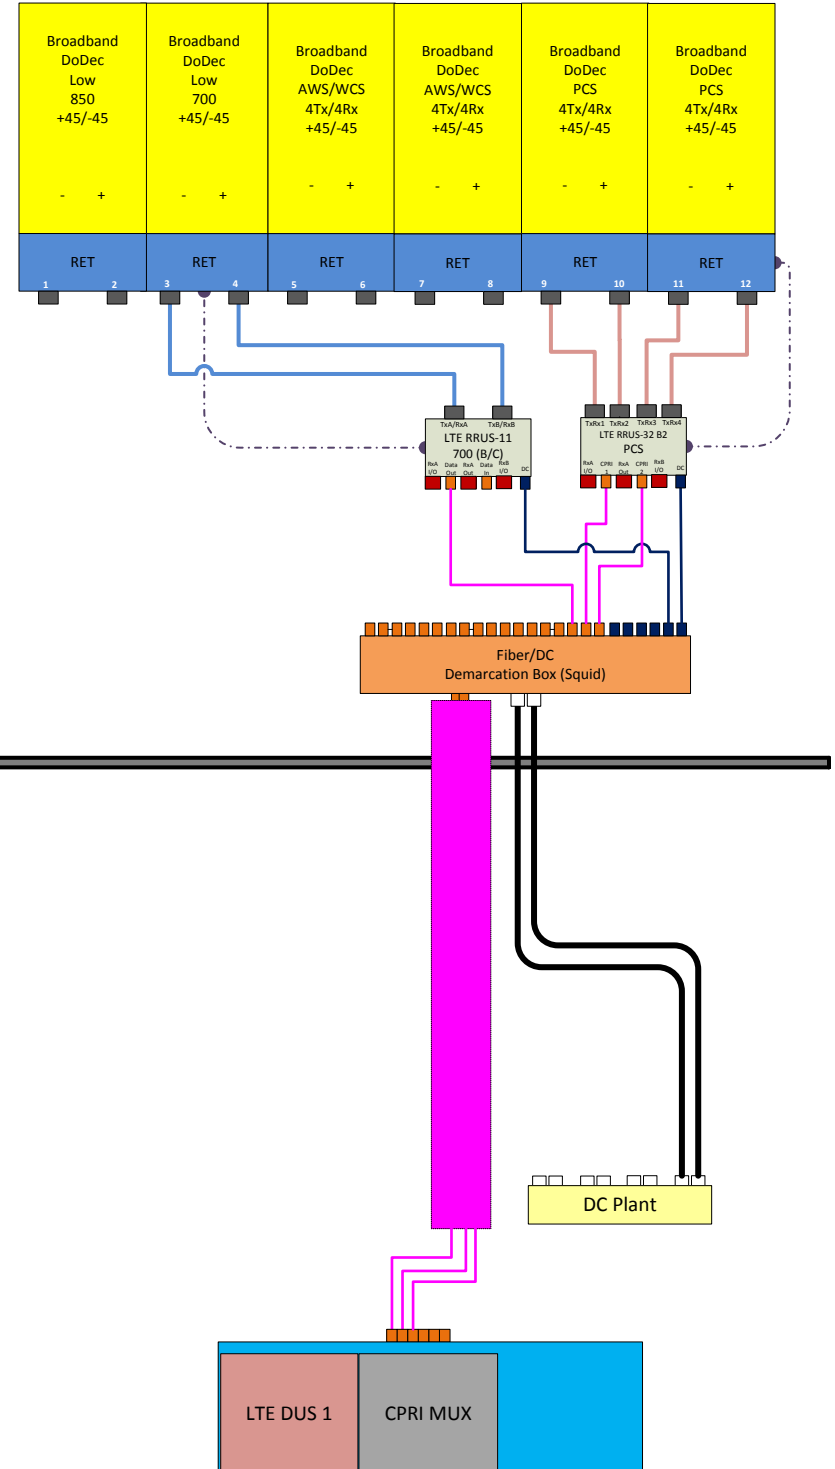 Broadband
DoDec
Low
850
+45/-45
- +
Broadband
DoDec
Low
700
+45/-45
- +
Broadband
DoDec
AWS/WCS
4Tx/4Rx
+45/-45
- +
Broadband
DoDec
AWS/WCS
4Tx/4Rx
+45/-45
- +
Broadband
DoDec
PCS
4Tx/4Rx
+45/-45
- +
Broadband
DoDec
PCS
4Tx/4Rx
+45/-45
- +
RET RET RET RET RET RET
1 2 3 4 5 6 7 8 9 10 11 12
TxA/RxA TxB/RxB
LTE RRUS-11
700 (B/C)
RxA
I/O
Data
Out
RxA
Out
Data
In
RxB
I/O
DC
TxRx1 TxRx2 TxRx3 TxRx4
LTE RRUS-32 B2
PCS
RxA
I/O
CPRI
1
RxA
Out
CPRI
2
RxB
I/O
DC
Fiber/DC
Demarcation Box (Squid)
DC Plant
LTE DUS 1
CPRI MUX